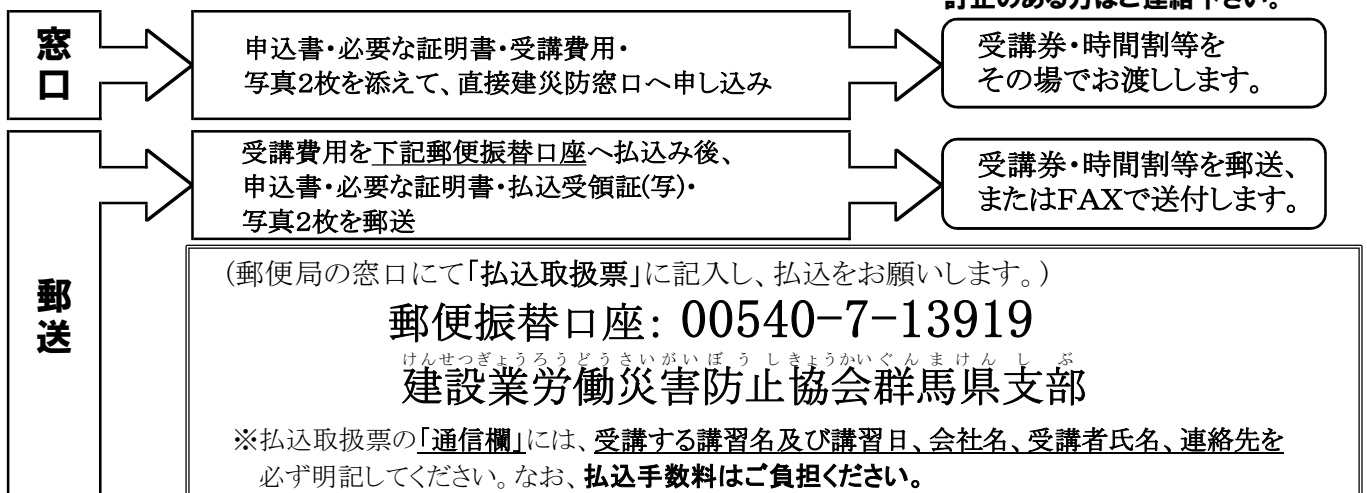 訂正のある方はご連絡下さい。
窓口
申込書・必要な証明書・受講費用・
写真2枚を添えて、直接建災防窓口へ申し込み
受講券・時間割等を
その場でお渡しします。
郵送
受講費用を下記郵便振替口座へ払込み後、
申込書・必要な証明書・払込受領証(写)・
写真2枚を郵送
受講券・時間割等を郵送、
またはFAXで送付します。
(郵便局の窓口にて「払込取扱票」に記入し、払込をお願いします。)
郵便振替口座: 00540-7-13919
けんせつぎょうろうどうさいがいぼうしきょうかいぐんまけんしぶ
建設業労働災害防止協会群馬県支部
※払込取扱票の「通信欄」には、受講する講習名及び講習日、会社名、受講者氏名、連絡先を
必ず明記してください。なお、払込手数料はご負担ください。